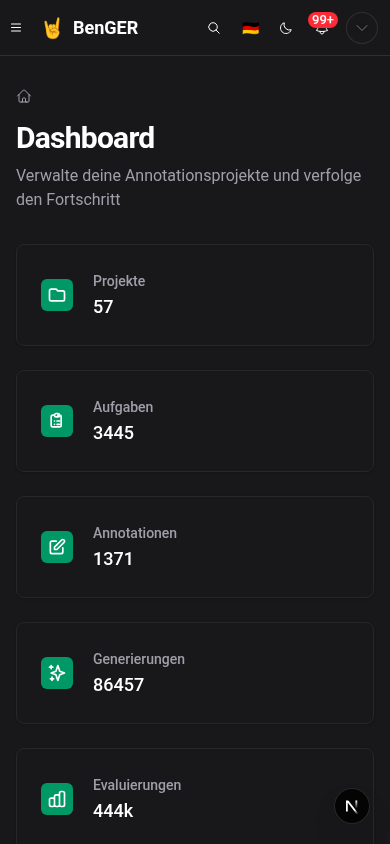 BenGER
99+
Dashboard
Verwalte deine Annotationsprojekte und verfolge
den Fortschritt
Projekte
57
Aufgaben
3445
Annotationen
1371
Generierungen
86457
Evaluierungen
444k
N